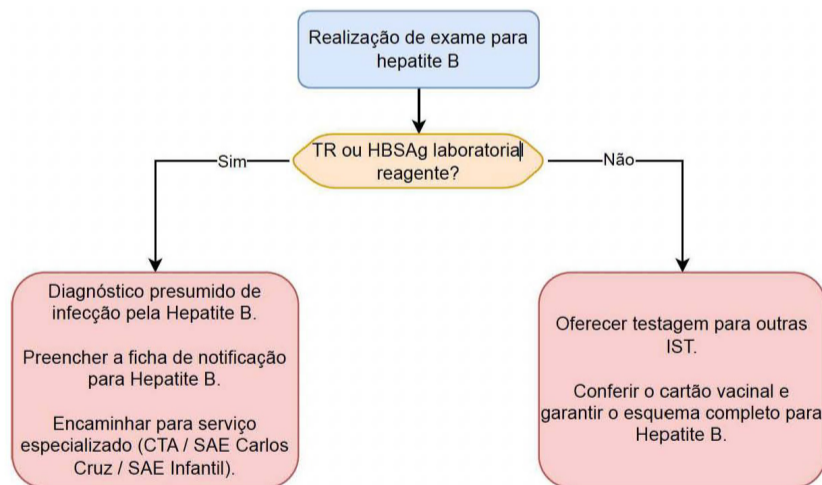 Realização de exame para
hepatite B
TR ou HBSAg laboratorial
reagente?
Sim
Não
Diagnóstico presumido de
infecção pela Hepatite B.
Preencher a ficha de notificação
para Hepatite B.
Encaminhar para serviço
especializado (CTA / SAE Carlos
Cruz / SAE Infantil).
Oferecer testagem para outras
IST.
Conferir o cartão vacinal e
garantir o esquema completo para
Hepatite B.